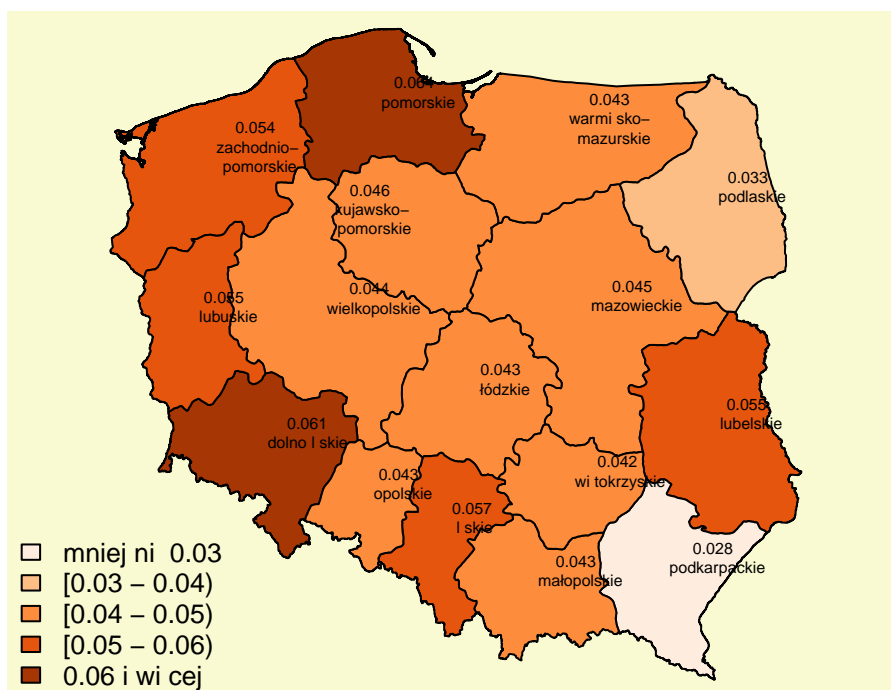 0.064
pomorskie
0.043
warmi sko–
mazurskie
0.054
zachodnio–
pomorskie
0.033
podlaskie
0.046
kujawsko–
pomorskie
0.045
mazowieckie
0.044
wielkopolskie
0.055
lubuskie
0.043
łódzkie
0.055
lubelskie
0.061
dolno l skie
0.042
wi tokrzyskie
0.043
opolskie
0.057
l skie
0.028
podkarpackie
0.043
małopolskie
mniej ni 0.03
[0.03 – 0.04)
[0.04 – 0.05)
[0.05 – 0.06)
0.06 i wi cej